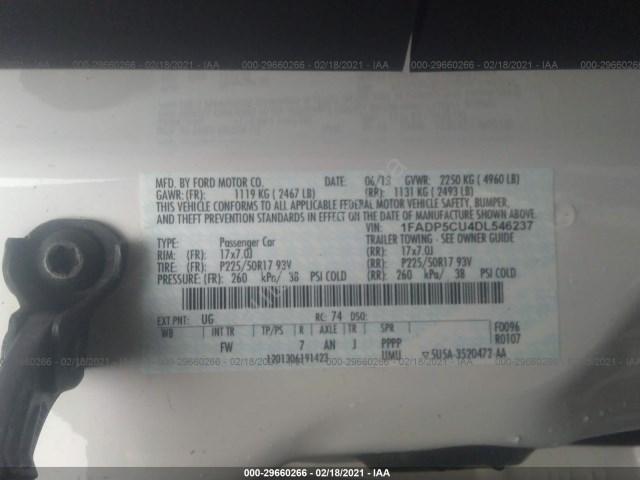 000-29660266 - 02/18/2021 - IAA
000-29660266 - 02/18/2021 - IAA
000-29660266 - 02/18/2021 - IAA
MFD. BY FORD MOTOR CO. DATE: 06/13 GVWR: 2250 KG ( 4960 LB)
GAWR: (FR): 1119 KG ( 2467 LB) (RR): 1131 KG ( 2493 LB)
THIS VEHICLE CONFORMS TO ALL APPLICABLE FEDERAL MOTOR VEHICLE SAFETY, BUMPER,
AND THEFT PREVENTION STANDARDS IN EFFECT ON THE DATE OF MANUFACTURE SHOWN ABOVE.
VIN: 1FADP5CU4DL546237
TYPE: Passenger Car TRAILER TOWING - SEE OWNER GUIDE
RIM: (FR): 17x7.0J (RR): 17x7.0J
TIRE: (FR): P225/50R17 93V (RR): P225/50R17 93V
PRESSURE: (FR): 260 kPa/ 38 PSI COLD (RR): 260 kPa/ 38 PSI COLD
EXT PNT: UG RC: 74 DSO: F0096
WB INT TR TP/PS R AXLE TR SPR R0107
FW 7 AN J PPPP
1201306191423 UMU ▽ 5U5A-3520472-AA
000-29660266 - 02/18/2021 - IAA